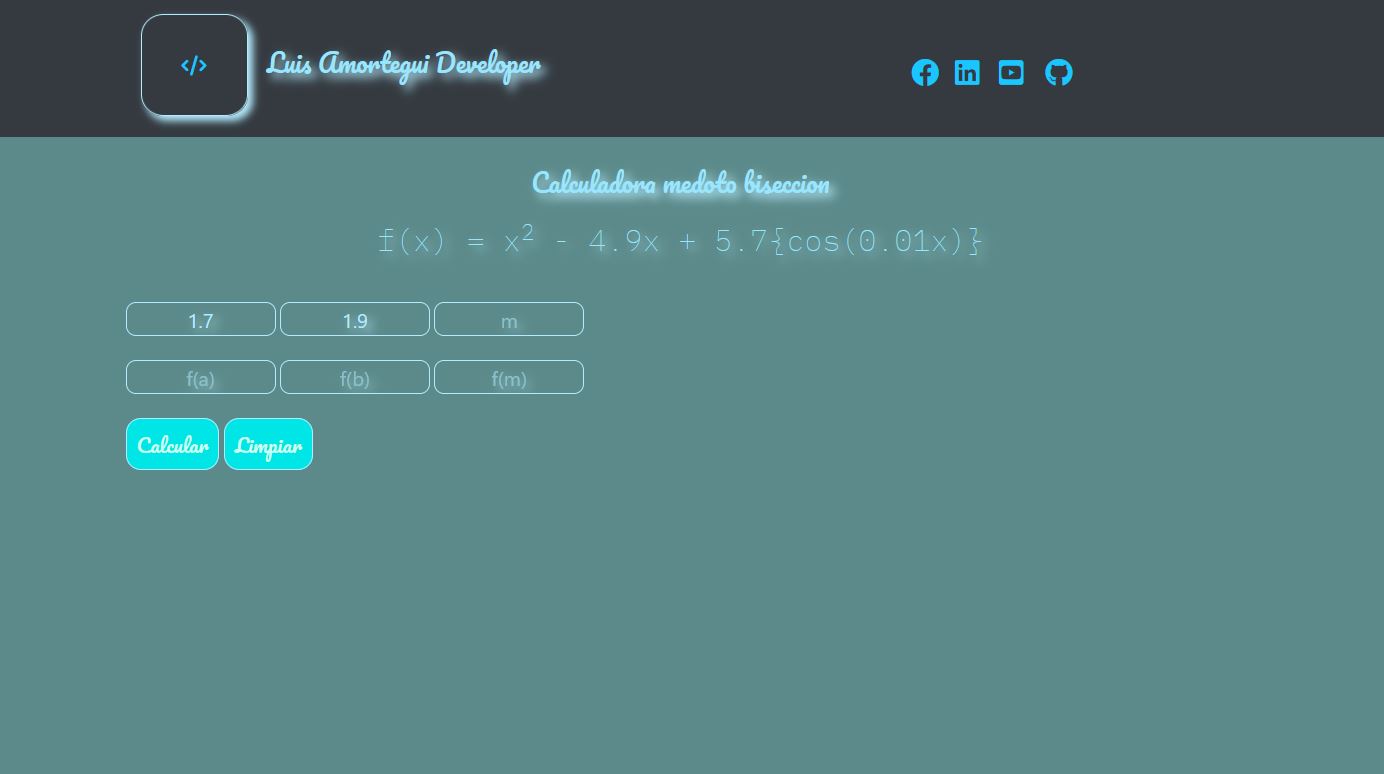 </>
Luis Amortegui Developer
Calculadora medoto biseccion
f(x) = x² - 4.9x + 5.7{cos(0.01x)}
1.7 1.9 m
f(a) f(b) f(m)
Calcular Limpiar